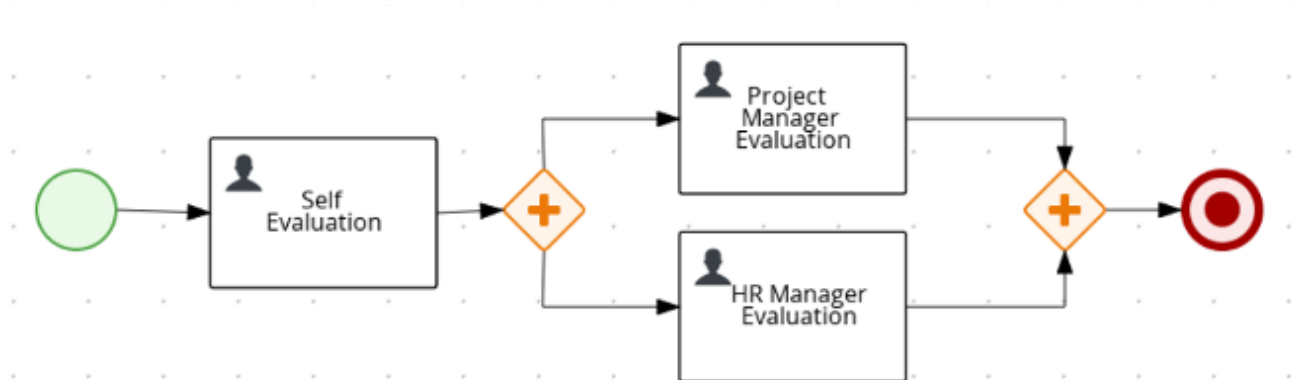 Self
Evaluation
Project
Manager
Evaluation
HR Manager
Evaluation